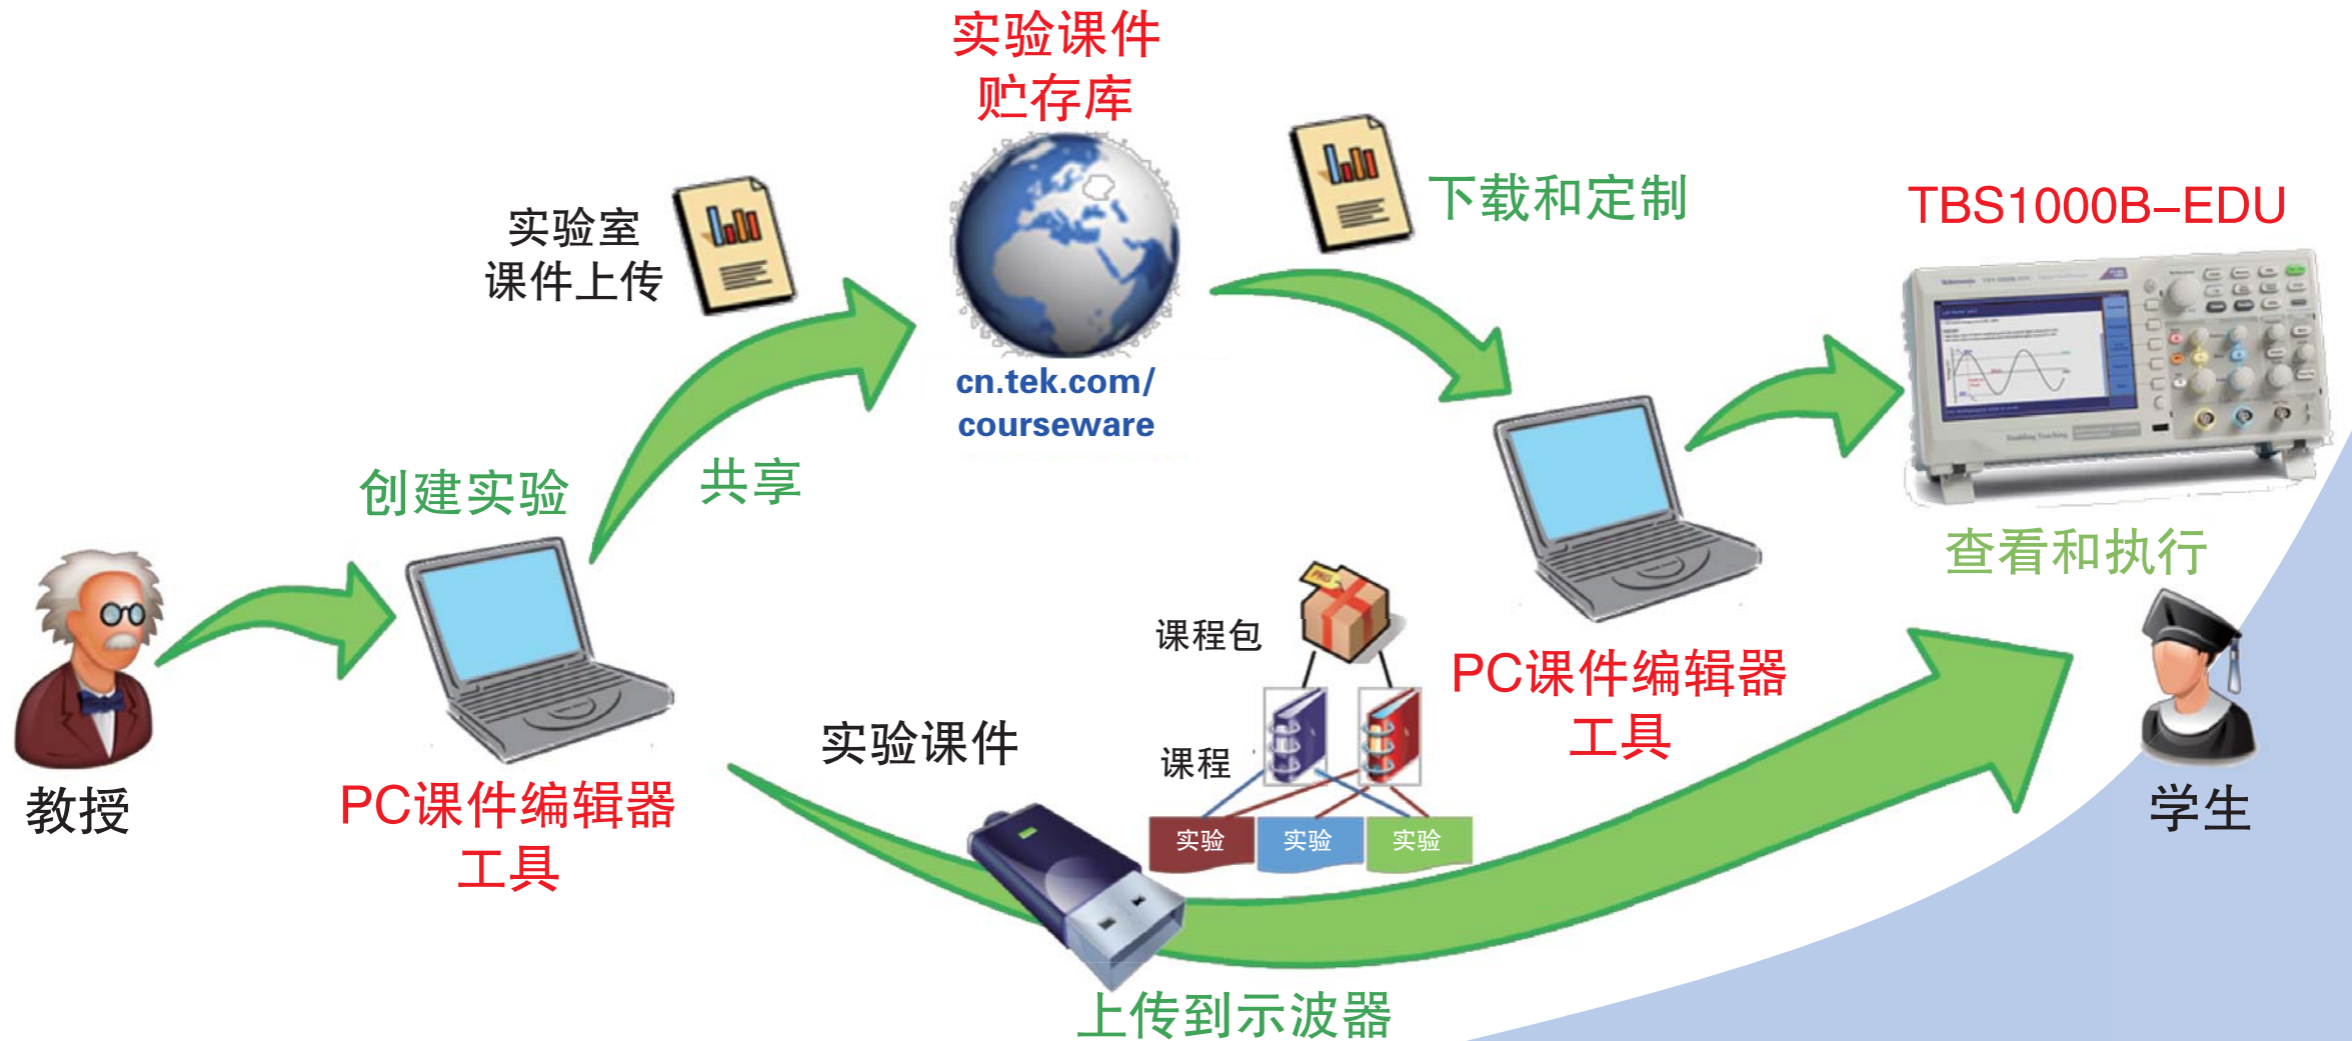 实验课件
贮存库
实验室
课件上传
下载和定制
TBS1000B–EDU
cn.tek.com/
courseware
创建实验
共享
查看和执行
PKG
课程包
PC课件编辑器
工具
实验课件
课程
教授
PC课件编辑器
工具
实验
实验
实验
学生
上传到示波器
Tektronix